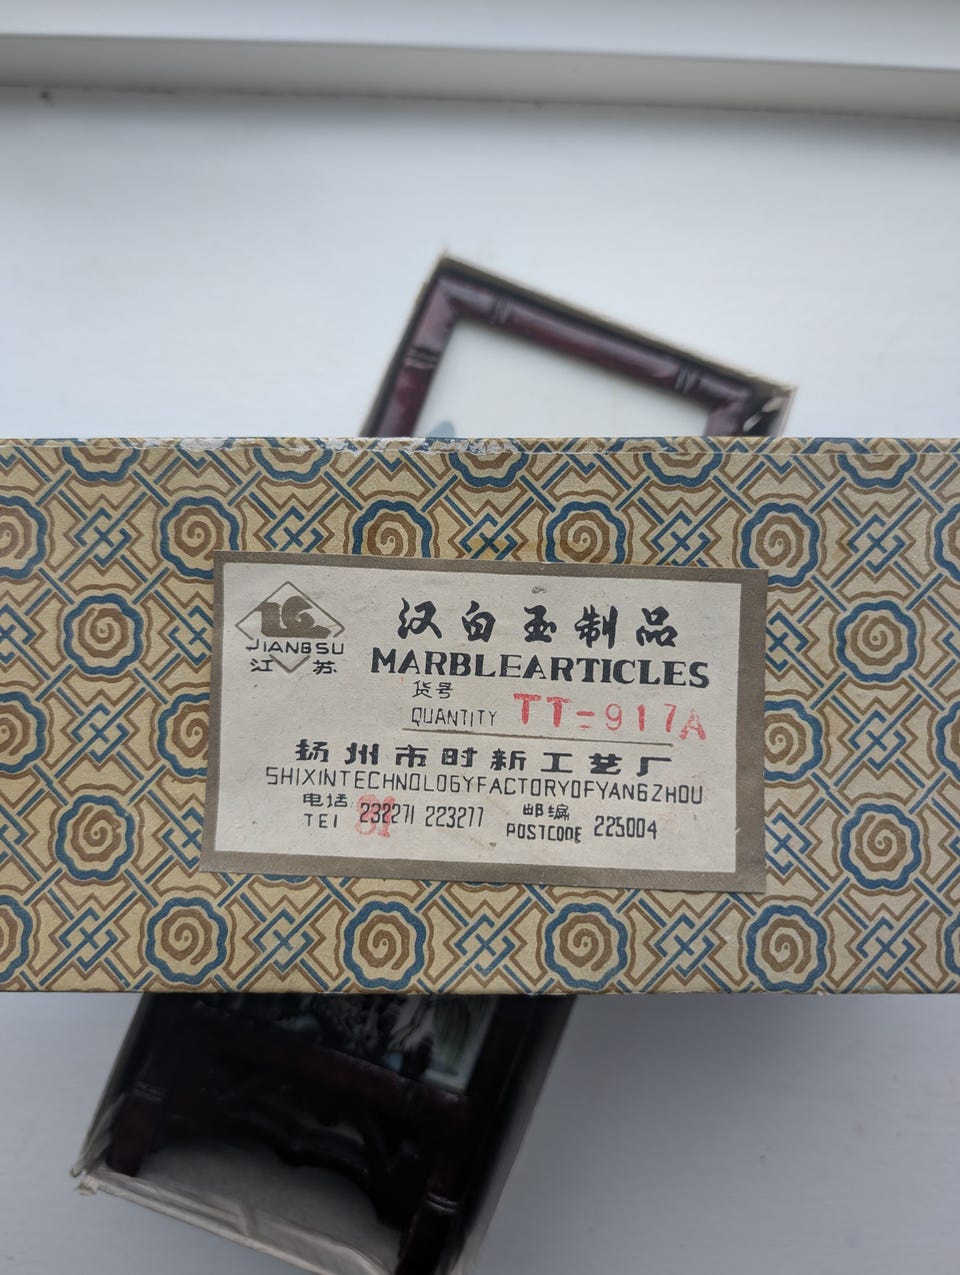 JIANGSU
江 苏
汉白玉制品
MARBLEARTICLES
货号
QUANTITY TT-917A
扬州市时新工艺厂
SHIXINTECHNOLOGYFACTORYOFYANGZHOU
电话 邮编
TEl 232271 223277 POSTCODE 225004